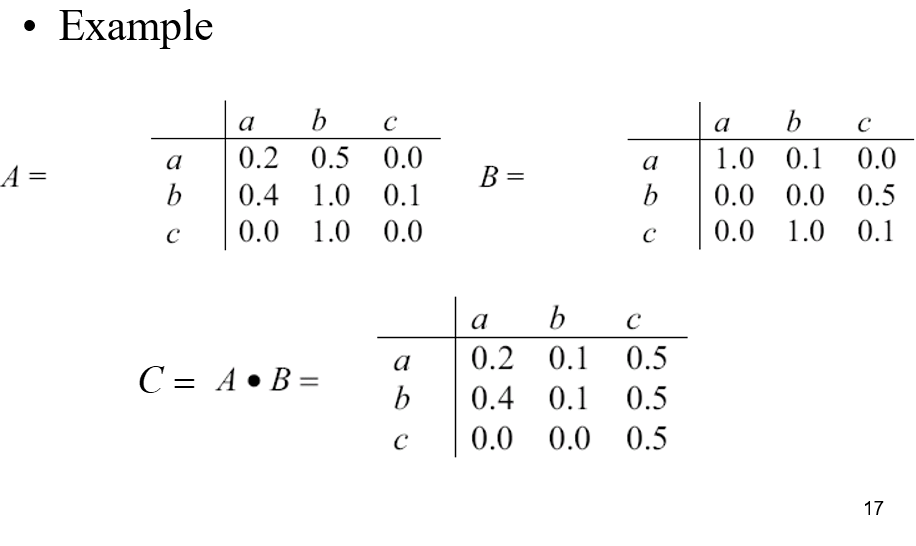 • Example
a b c
a 0.2 0.5 0.0
A =
b 0.4 1.0 0.1
c 0.0 1.0 0.0
a b c
a 1.0 0.1 0.0
B =
b 0.0 0.0 0.5
c 0.0 1.0 0.1
a b c
a 0.2 0.1 0.5
C = A • B =
b 0.4 0.1 0.5
c 0.0 0.0 0.5
17